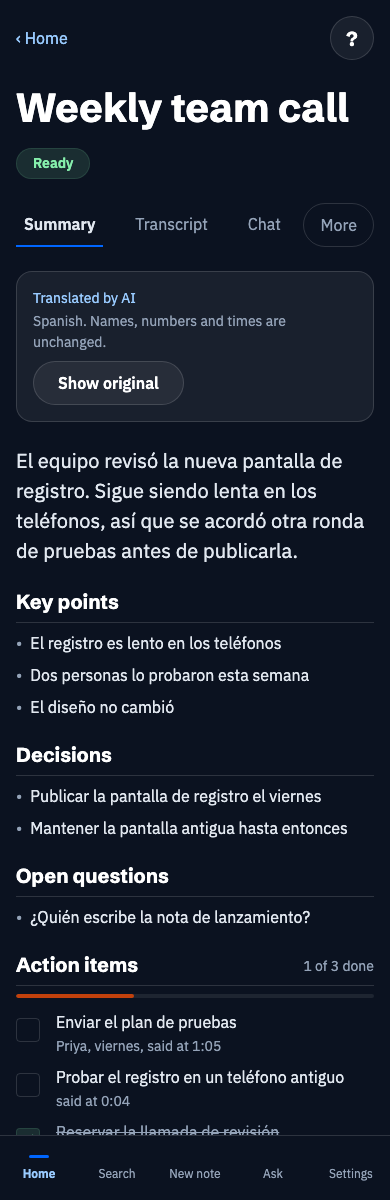 ‹ Home
?
Weekly team call
Ready
Summary
Transcript
Chat
More
Translated by AI
Spanish. Names, numbers and times are
unchanged.
Show original
El equipo revisó la nueva pantalla de
registro. Sigue siendo lenta en los
teléfonos, así que se acordó otra ronda
de pruebas antes de publicarla.
Key points
• El registro es lento en los teléfonos
• Dos personas lo probaron esta semana
• El diseño no cambió
Decisions
• Publicar la pantalla de registro el viernes
• Mantener la pantalla antigua hasta entonces
Open questions
• ¿Quién escribe la nota de lanzamiento?
Action items
1 of 3 done
Enviar el plan de pruebas
Priya, viernes, said at 1:05
Probar el registro en un teléfono antiguo
said at 0:04
Reservar la llamada de revisión
Home
Search
New note
Ask
Settings